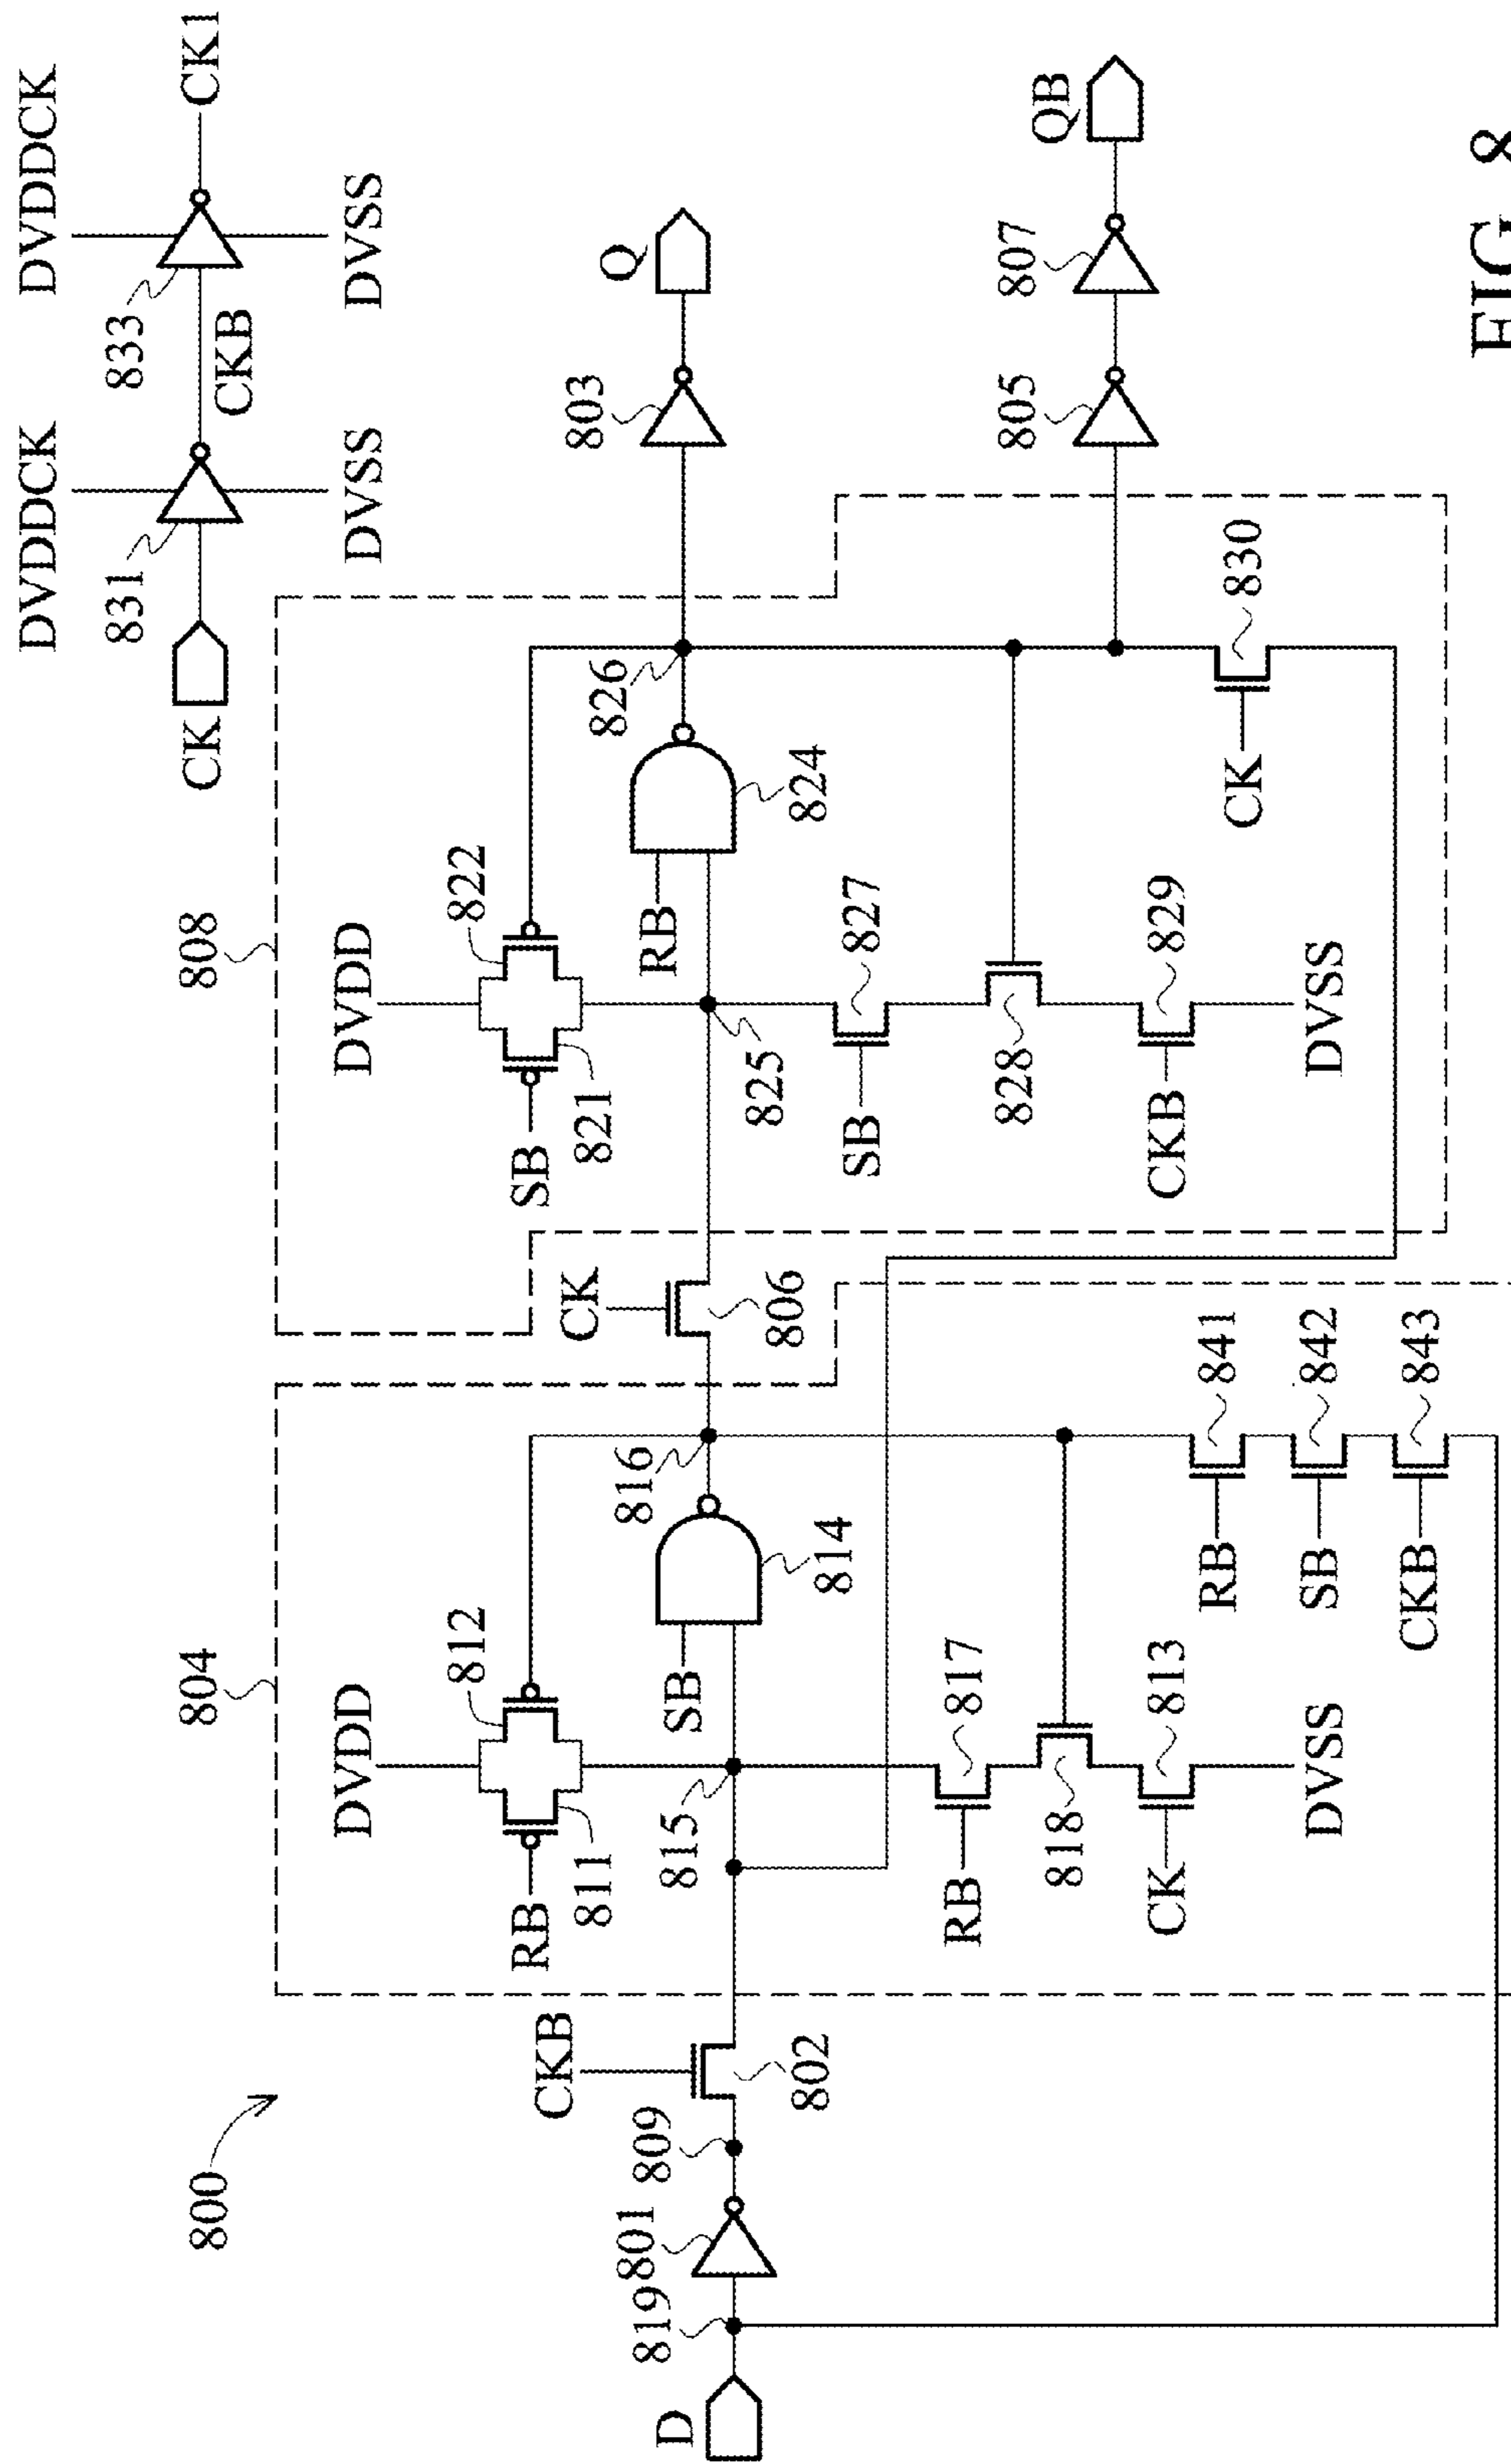 800
D
819
801
809
CKB
802
804
DVDD
RB
811
812
815
SB
814
816
RB
817
818
CK
813
DVSS
RB
841
SB
842
CKB
843
CK
806
808
DVDD
SB
821
822
825
RB
824
826
SB
827
828
CKB
829
DVSS
CK
830
803
Q
805
807
QB
CK
831
DVDDCK
DVSS
CKB
833
DVDDCK
DVSS
CK1
FIG. 8